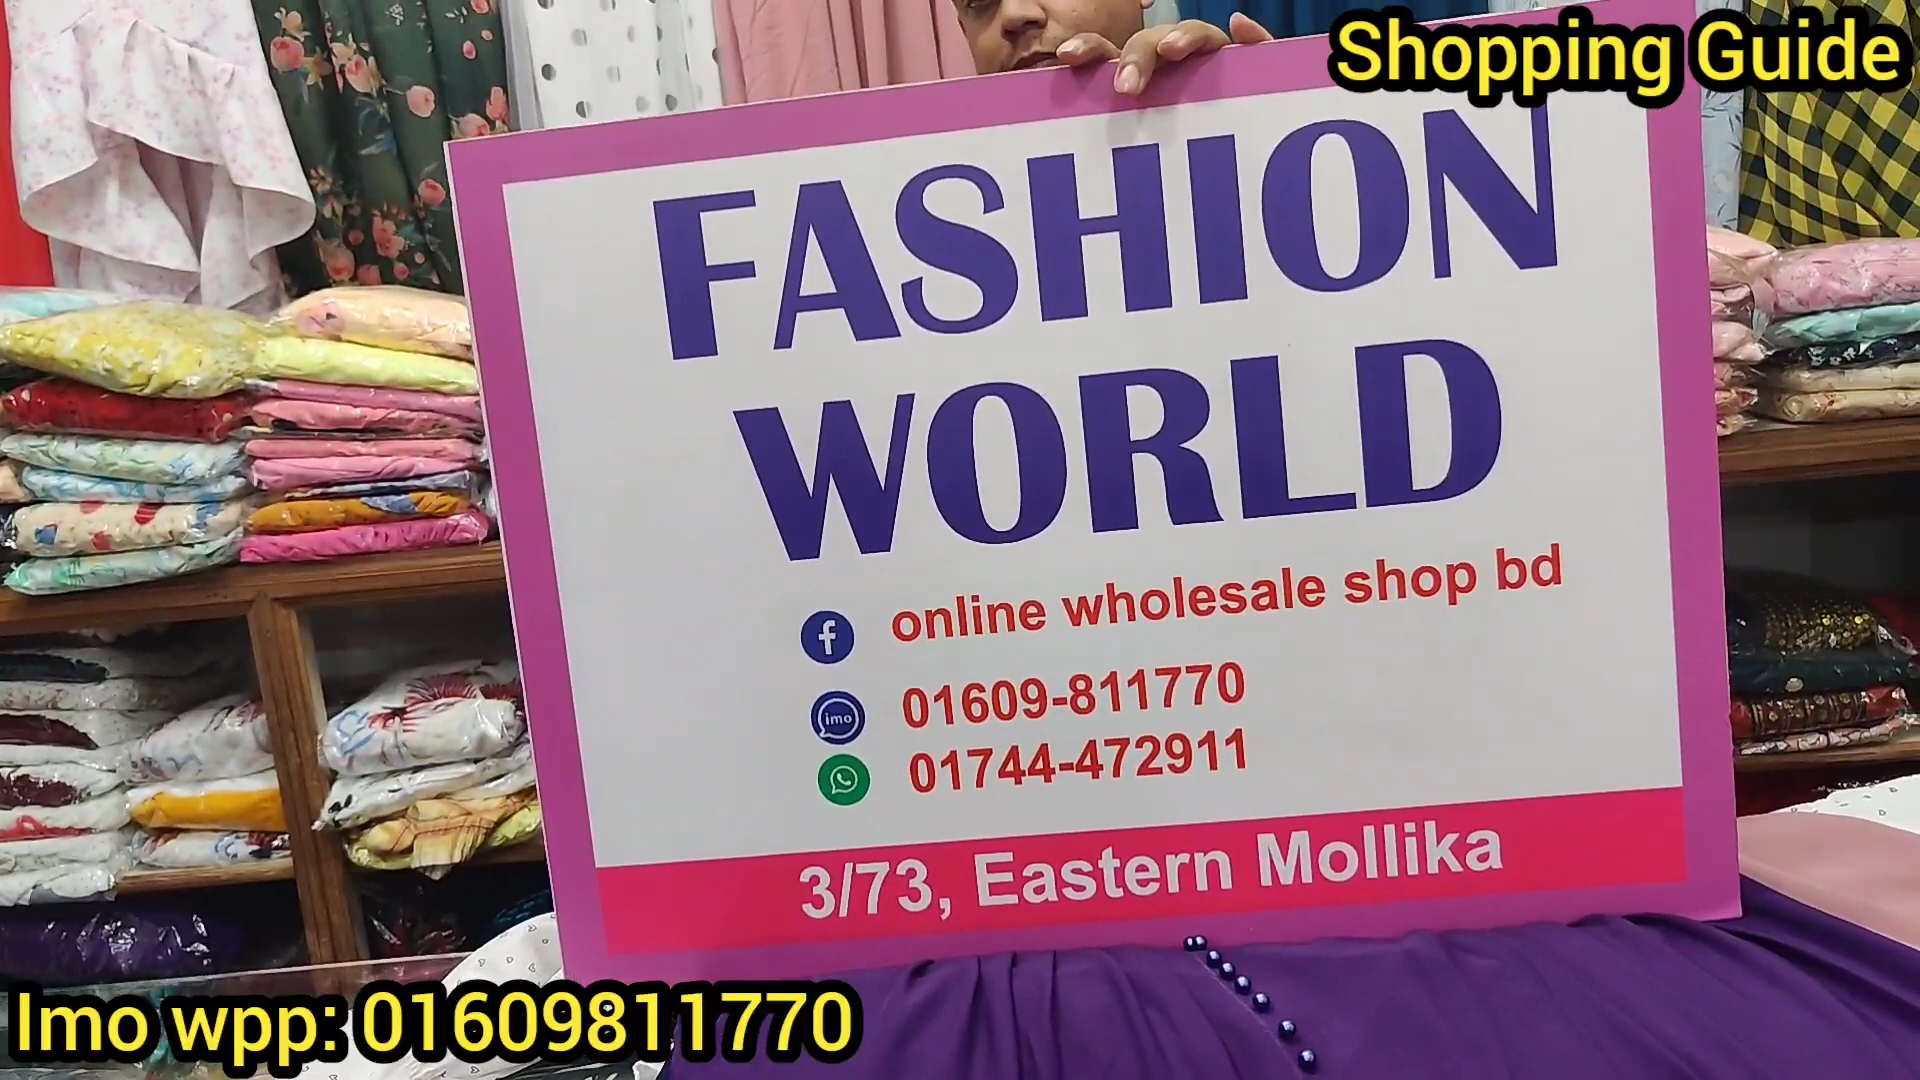 Shopping Guide
FASHION
WORLD
f online wholesale shop bd
imo 01609-811770
01744-472911
3/73, Eastern Mollika
Imo wpp: 01609811770